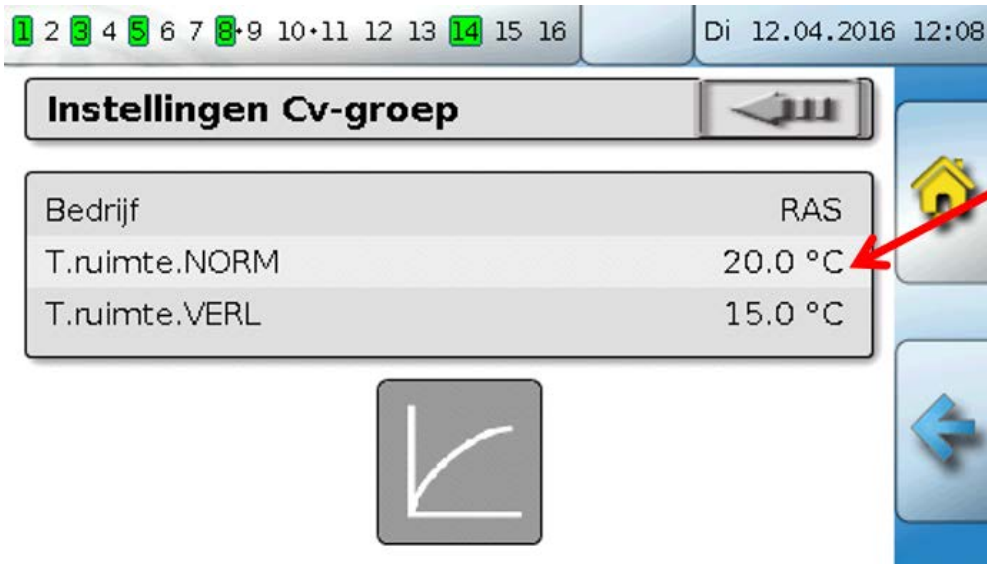 1 2 3 4 5 6 7 8·9 10·11 12 13 14 15 16 Di 12.04.2016 12:08
Instellingen Cv-groep
Bedrijf RAS
T.ruimte.NORM 20.0 °C
T.ruimte.VERL 15.0 °C